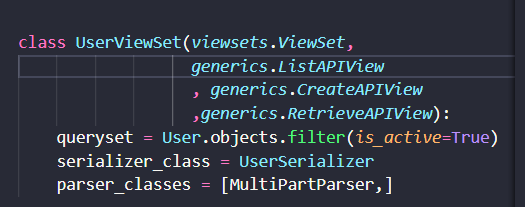 class UserViewSet(viewsets.ViewSet,
generics.ListAPIView
, generics.CreateAPIView
,generics.RetrieveAPIView):
queryset = User.objects.filter(is_active=True)
serializer_class = UserSerializer
parser_classes = [MultiPartParser,]